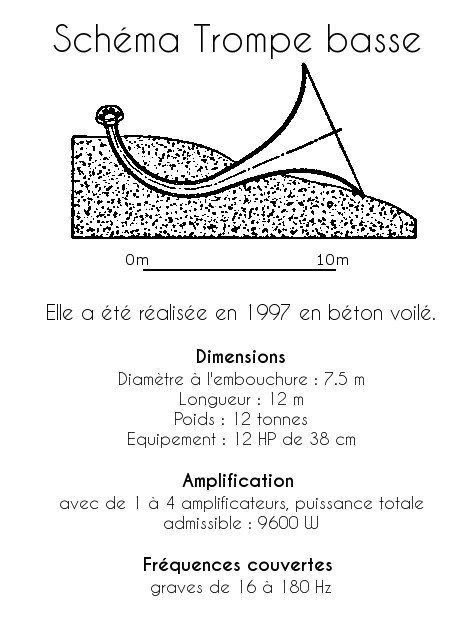 Schéma Trompe basse
0m 10m
Elle a été réalisée en 1997 en béton voilé.
Dimensions
Diamètre à l'embouchure : 7.5 m
Longueur : 12 m
Poids : 12 tonnes
Equipement : 12 HP de 38 cm
Amplification
avec de 1 à 4 amplificateurs, puissance totale
admissible : 9600 W
Fréquences couvertes
graves de 16 à 180 Hz